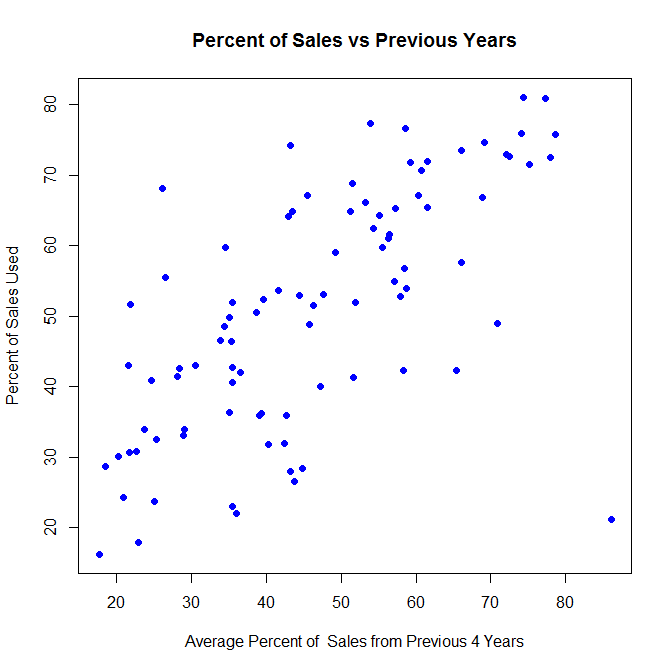 Percent of Sales vs Previous Years
80
70
60
50
40
30
20
Percent of Sales Used
20 30 40 50 60 70 80
Average Percent of  Sales from Previous 4 Years